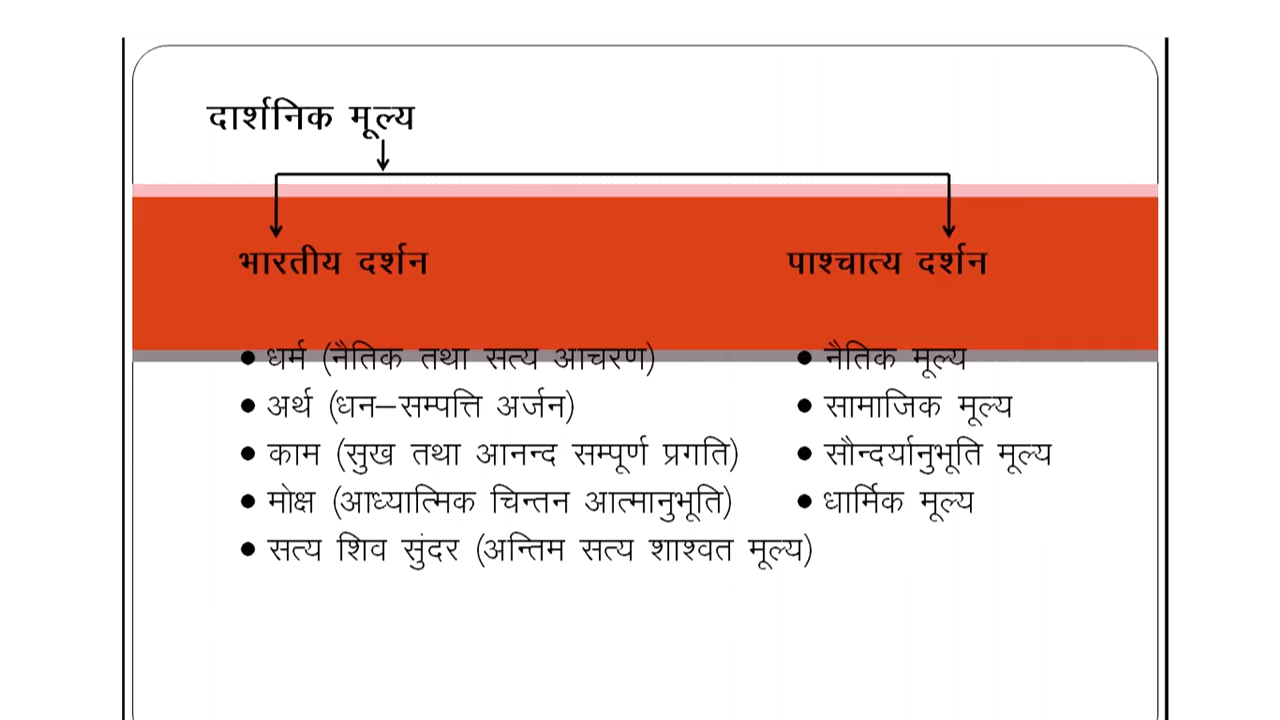 दार्शनिक मूल्य
भारतीय दर्शन
पाश्चात्य दर्शन
• धर्म (नैतिक तथा सत्य आचरण)
• अर्थ (धन–सम्पत्ति अर्जन)
• काम (सुख तथा आनन्द सम्पूर्ण प्रगति)
• मोक्ष (आध्यात्मिक चिन्तन आत्मानुभूति)
• सत्य शिव सुंदर (अन्तिम सत्य शाश्वत मूल्य)
• नैतिक मूल्य
• सामाजिक मूल्य
• सौन्दर्यानुभूति मूल्य
• धार्मिक मूल्य